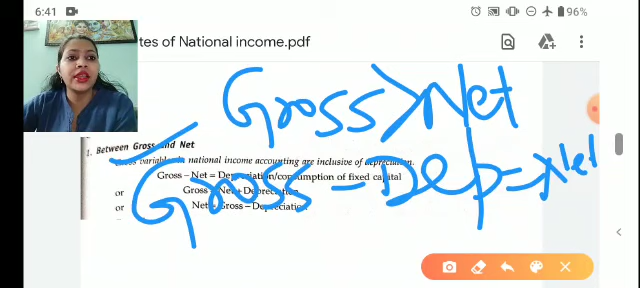 6:41 96%
tes of National income.pdf
Gross > Net
1. Between Gross and Net
Gross variables in national income accounting are inclusive of depreciation.
Gross – Net = Depreciation/consumption of fixed capital
or Gross = Net + Depreciation
or Net = Gross – Depreciation
Gross – Dep = Net